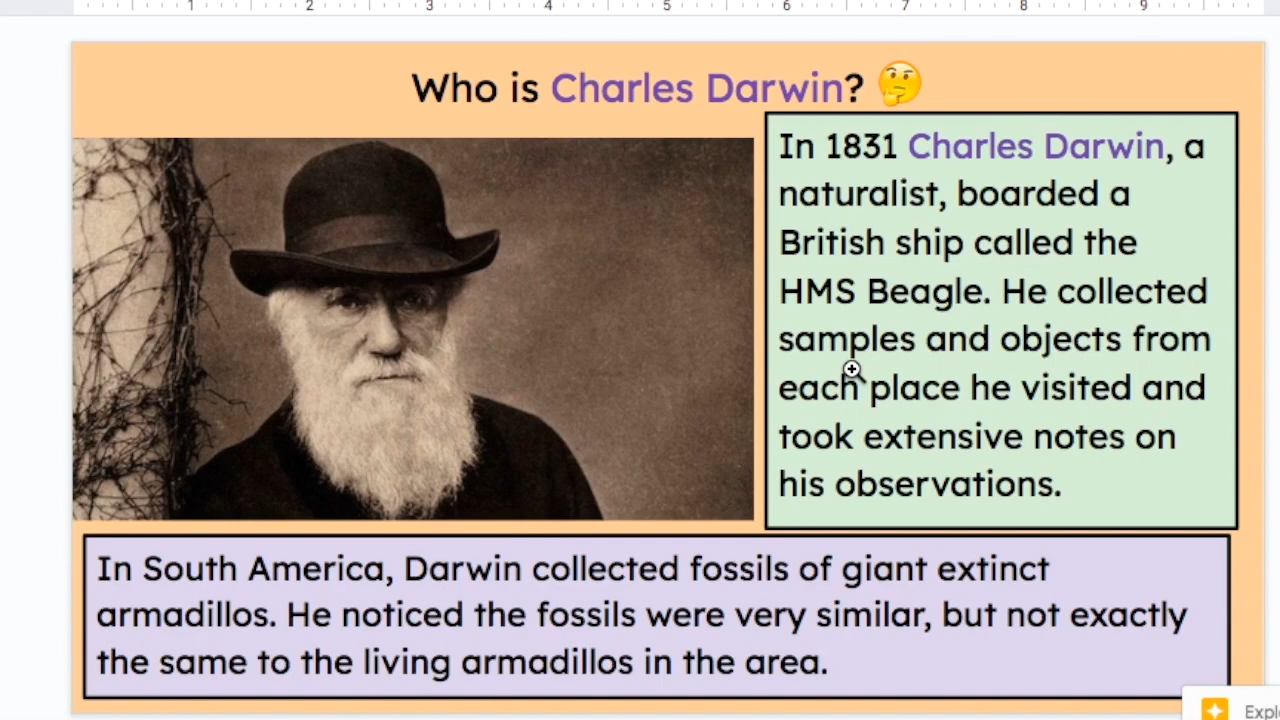 1 2 3 4 5 6 7 8 9
Who is Charles Darwin? 🤔
In 1831 Charles Darwin, a
naturalist, boarded a
British ship called the
HMS Beagle. He collected
samples and objects from
each place he visited and
took extensive notes on
his observations.
In South America, Darwin collected fossils of giant extinct
armadillos. He noticed the fossils were very similar, but not exactly
the same to the living armadillos in the area.
Explo